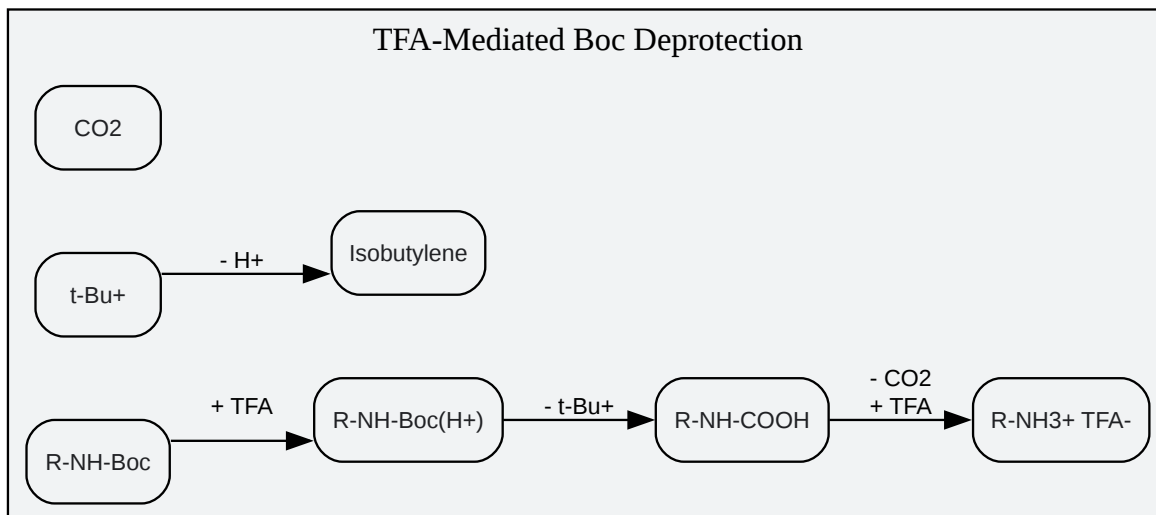 TFA-Mediated Boc Deprotection
CO2
Isobutylene
- H+
t-Bu+
- CO2
+ TFA
- t-Bu+
+ TFA
R-NH-Boc(H+)
R-NH-COOH
R-NH3+ TFA-
R-NH-Boc